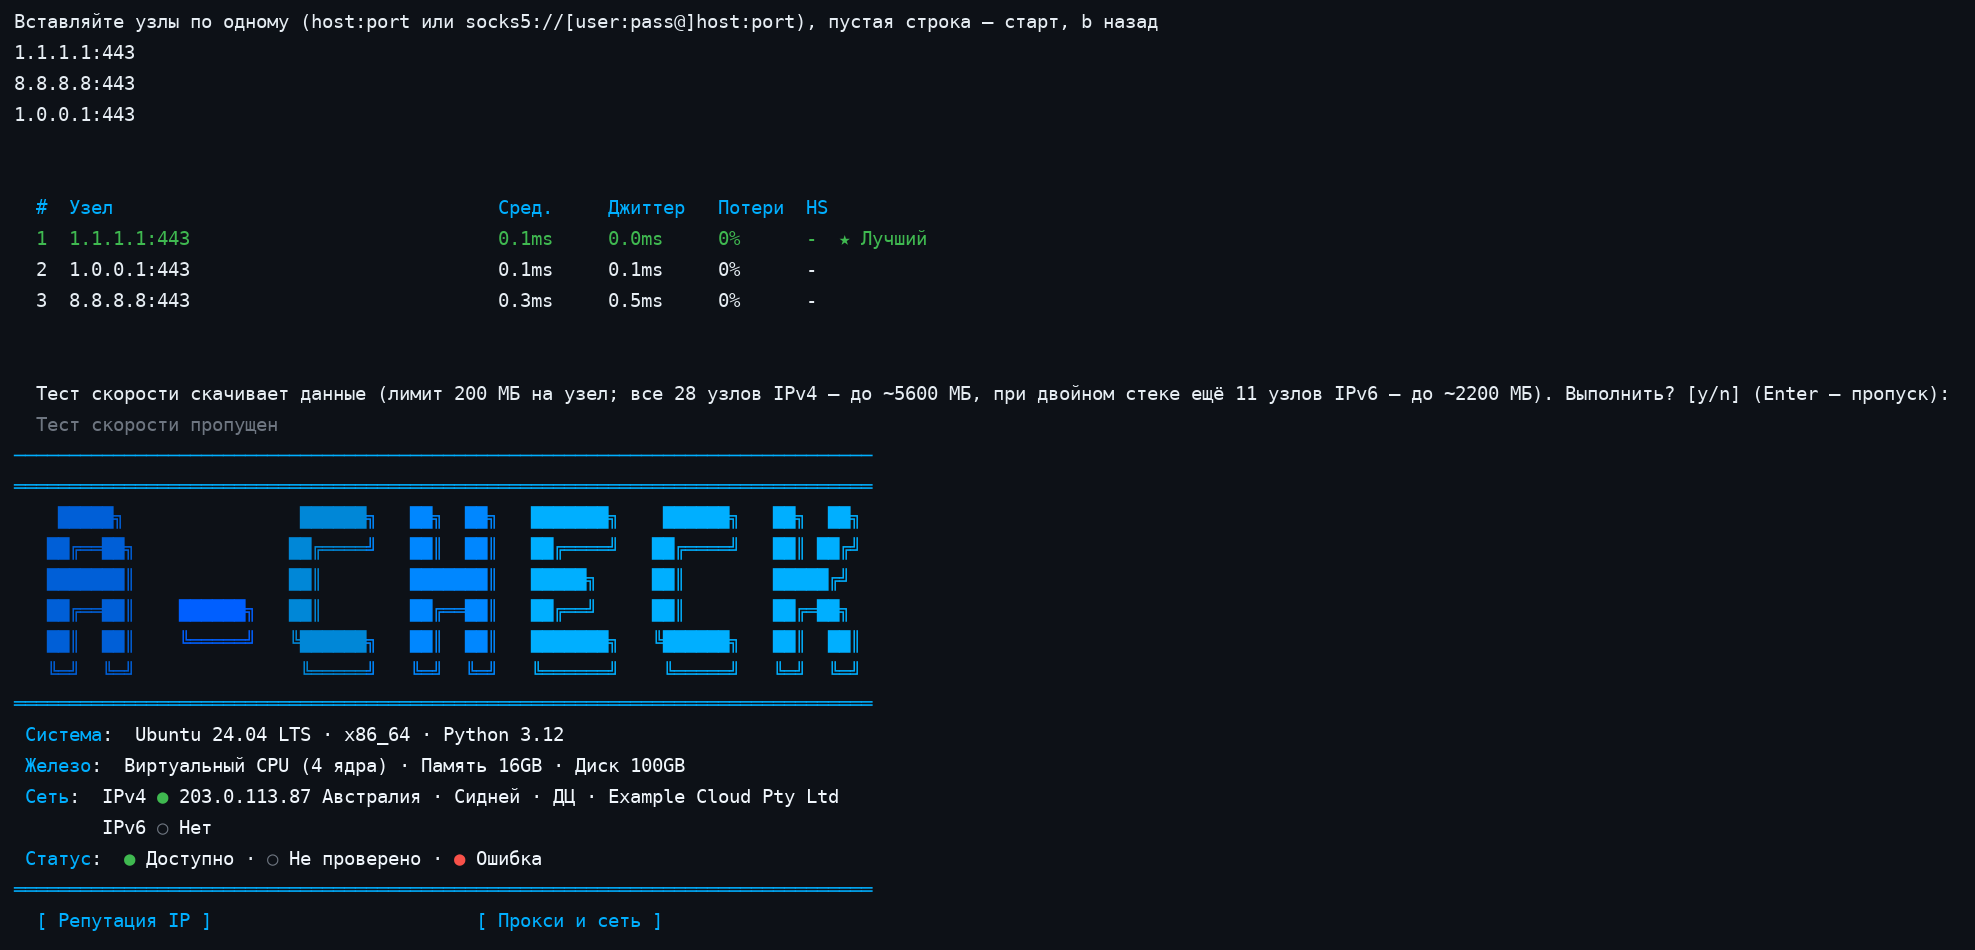 Вставляйте узлы по одному (host:port или socks5://[user:pass@]host:port), пустая строка — старт, b назад
1.1.1.1:443
8.8.8.8:443
1.0.0.1:443
# Узел Сред. Джиттер Потери HS
1 1.1.1.1:443 0.1ms 0.0ms 0% - ★ Лучший
2 1.0.0.1:443 0.1ms 0.1ms 0% -
3 8.8.8.8:443 0.3ms 0.5ms 0% -
Тест скорости скачивает данные (лимит 200 МБ на узел; все 28 узлов IPv4 — до ~5600 МБ, при двойном стеке ещё 11 узлов IPv6 — до ~2200 МБ). Выполнить? [y/n] (Enter — пропуск):
Тест скорости пропущен
A-CHECK
Система: Ubuntu 24.04 LTS · x86_64 · Python 3.12
Железо: Виртуальный CPU (4 ядра) · Память 16GB · Диск 100GB
Сеть: IPv4 ● 203.0.113.87 Австралия · Сидней · ДЦ · Example Cloud Pty Ltd
IPv6 ○ Нет
Статус: ● Доступно · ○ Не проверено · ● Ошибка
[ Репутация IP ] [ Прокси и сеть ]